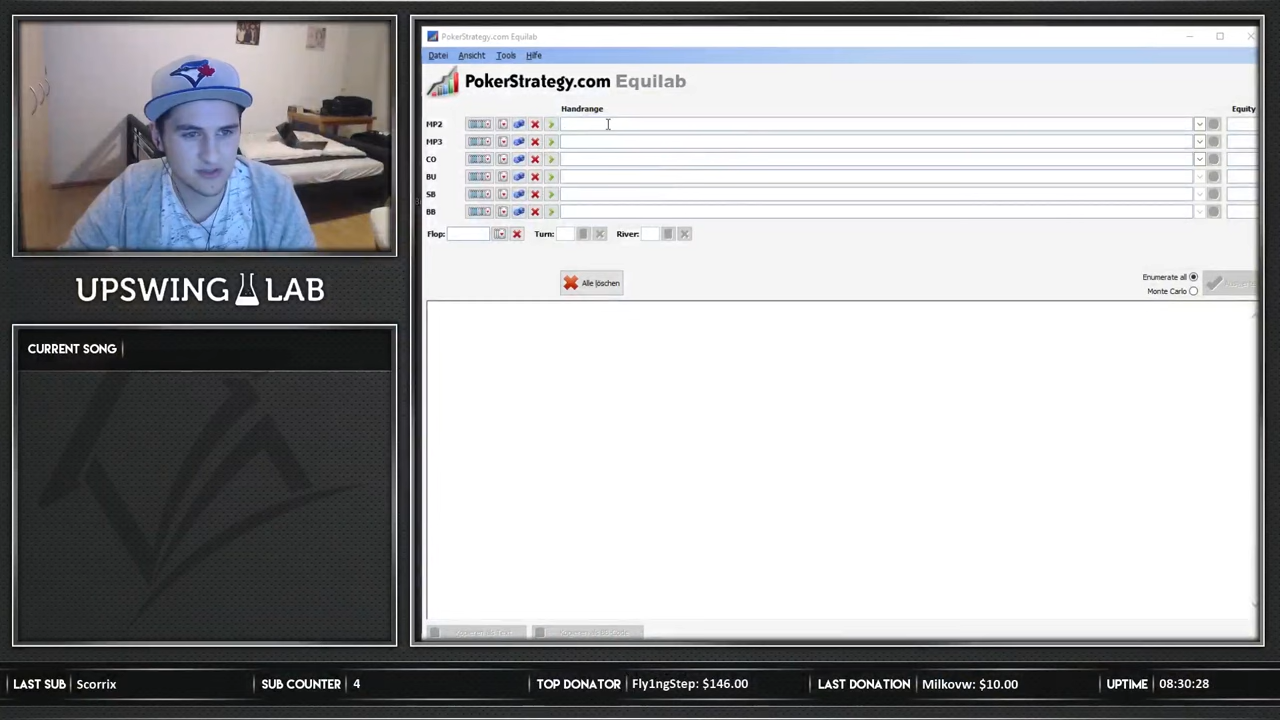 PokerStrategy.com Equilab
Datei Ansicht Tools Hilfe
PokerStrategy.com Equilab
Handrange Equity
MP2
MP3
CO
BU
SB
BB
Flop: Turn: River:
Alle löschen
Enumerate all
Monte Carlo
UPSWING LAB
CURRENT SONG
LAST SUB Scorrix
SUB COUNTER 4
TOP DONATOR Fly1ngStep: $146.00
LAST DONATION Milkovw: $10.00
UPTIME 08:30:28